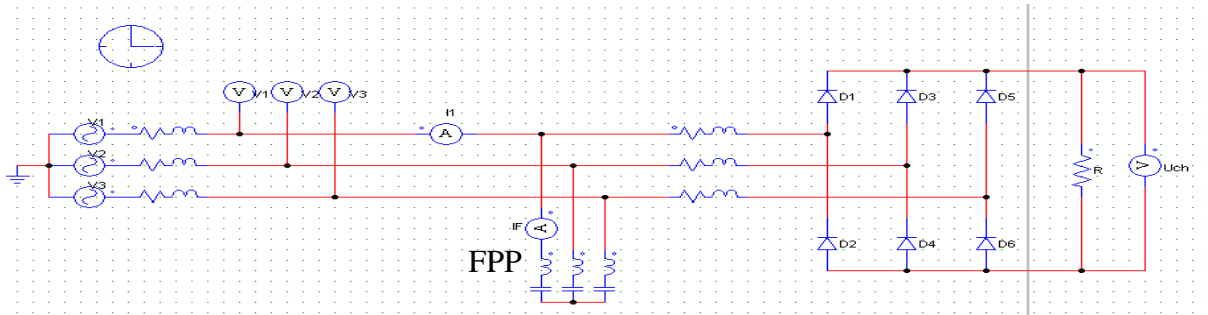 V1 V2 V3
I1
V1
V2
V3
A
V V V
IF
A
FPP
D1 D3 D5
D2 D4 D6
R
V
Uch